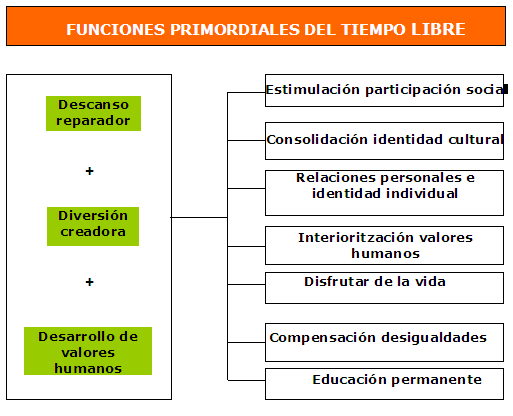 FUNCIONES PRIMORDIALES DEL TIEMPO LIBRE
Descanso
reparador
+
Diversión
creadora
+
Desarrollo de
valores
humanos
Estimulación participación social
Consolidación identidad cultural
Relaciones personales e
identidad individual
Interioritzación valores
humanos
Disfrutar de la vida
Compensación desigualdades
Educación permanente